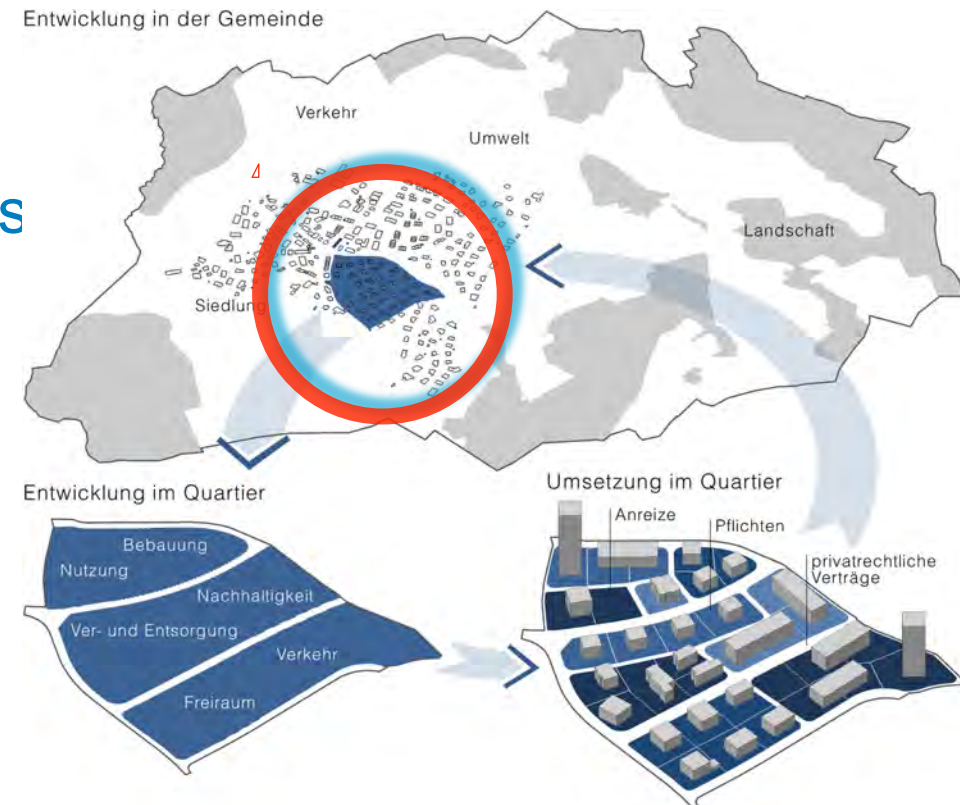 Entwicklung in der Gemeinde
Verkehr
Umwelt
s
Landschaft
Siedlung
Entwicklung im Quartier
Bebauung
Nutzung
Nachhaltigkeit
Ver- und Entsorgung
Verkehr
Freiraum
Umsetzung im Quartier
Anreize
Pflichten
privatrechtliche
Verträge